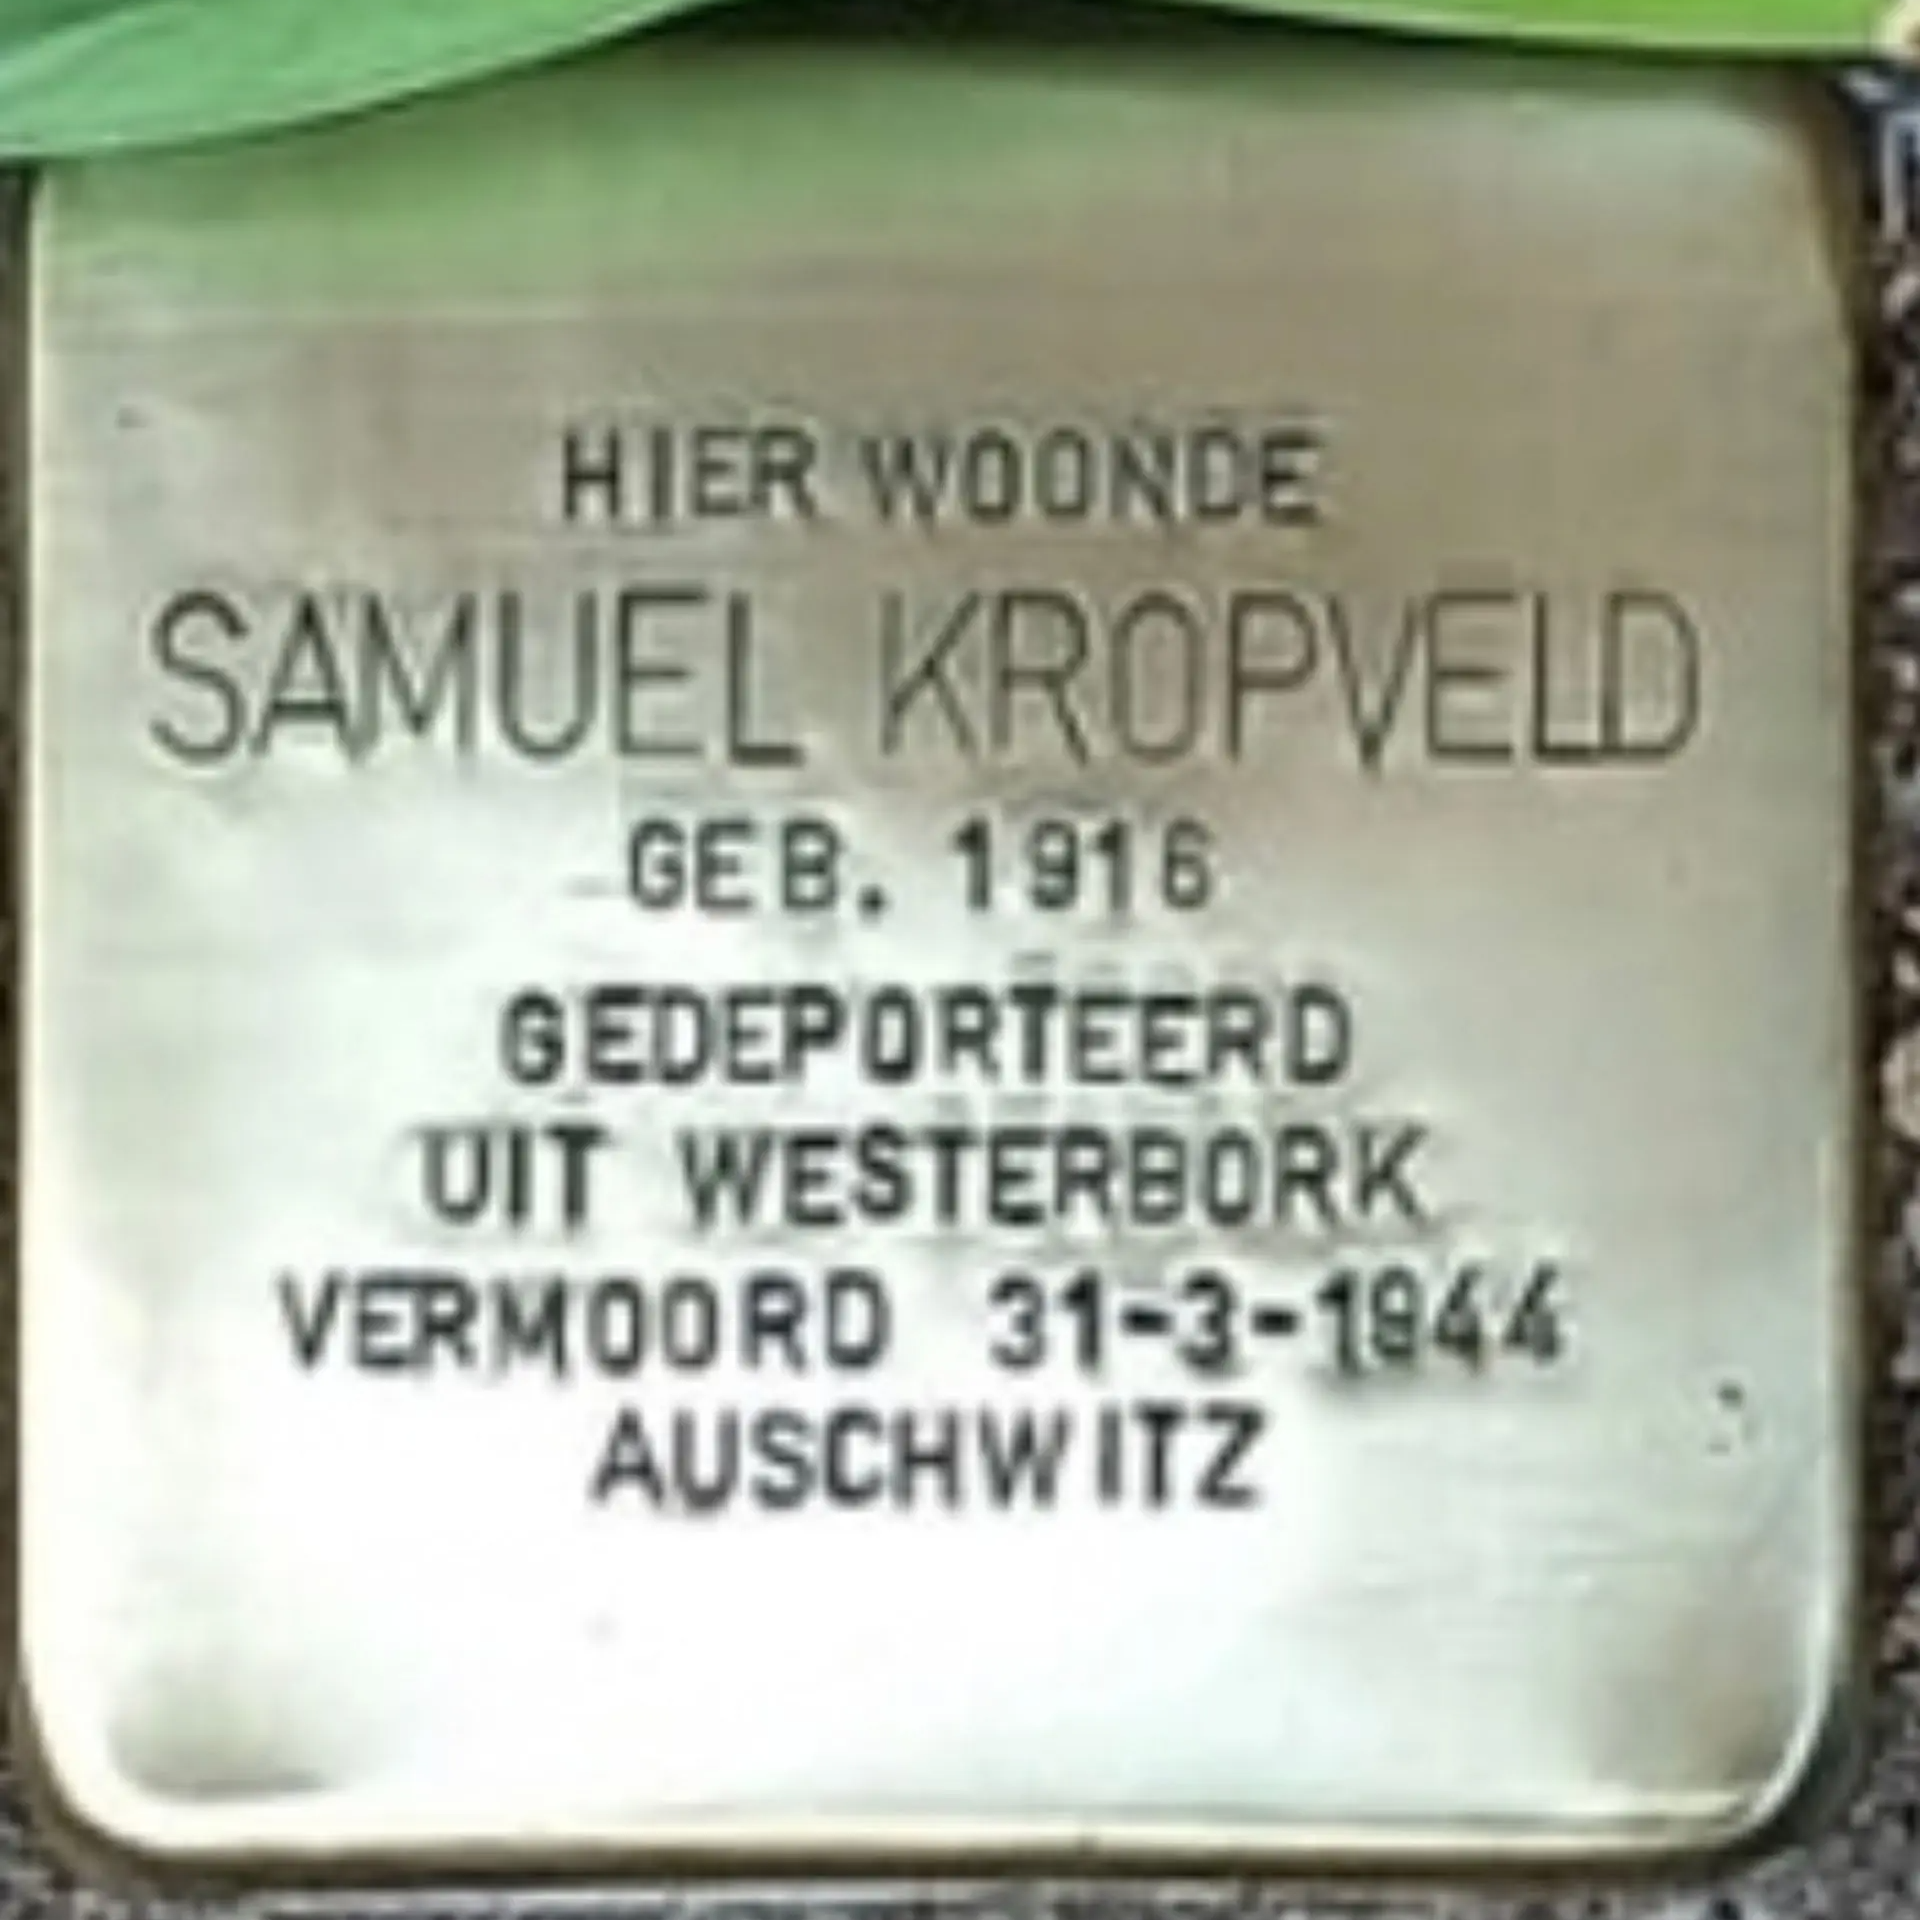 HIER WOONDE
SAMUEL KROPVELD
GEB. 1916
GEDEPORTEERD
UIT WESTERBORK
VERMOORD 31-3-1944
AUSCHWITZ